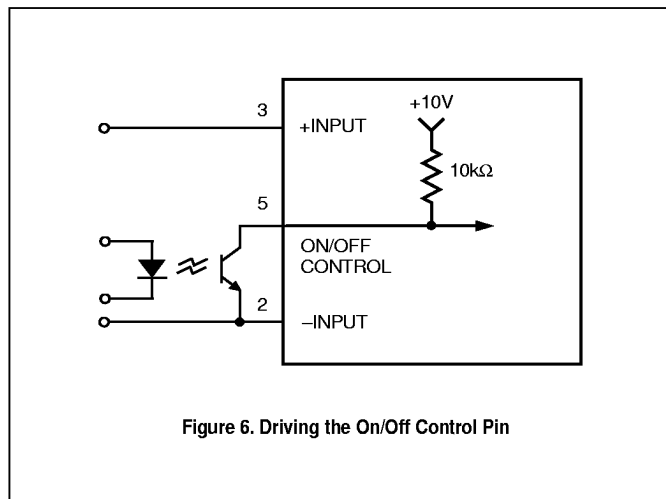 3
+INPUT
+10V
10kΩ
5
ON/OFF
CONTROL
2
–INPUT
Figure 6. Driving the On/Off Control Pin